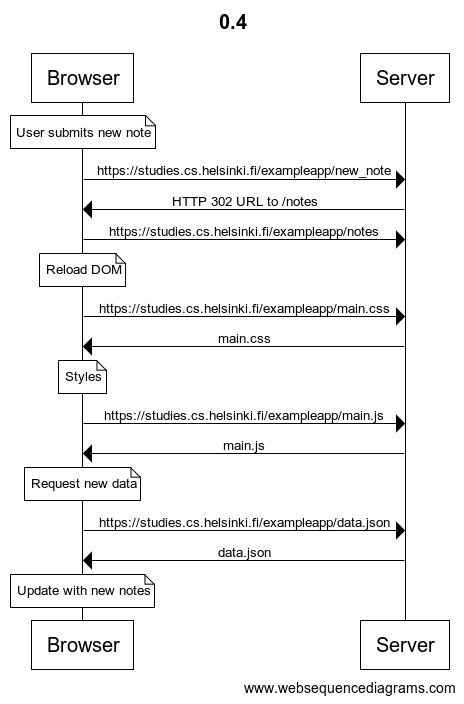 0.4
Browser
Server
User submits new note
https://studies.cs.helsinki.fi/exampleapp/new_note
HTTP 302 URL to /notes
https://studies.cs.helsinki.fi/exampleapp/notes
Reload DOM
https://studies.cs.helsinki.fi/exampleapp/main.css
main.css
Styles
https://studies.cs.helsinki.fi/exampleapp/main.js
main.js
Request new data
https://studies.cs.helsinki.fi/exampleapp/data.json
data.json
Update with new notes
Browser
Server
www.websequencediagrams.com